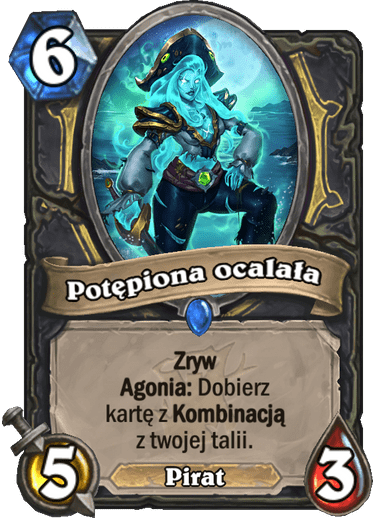 6
Potępiona ocalała
Zryw
Agonia: Dobierz
kartę z Kombinacją
z twojej talii.
5
Pirat
3